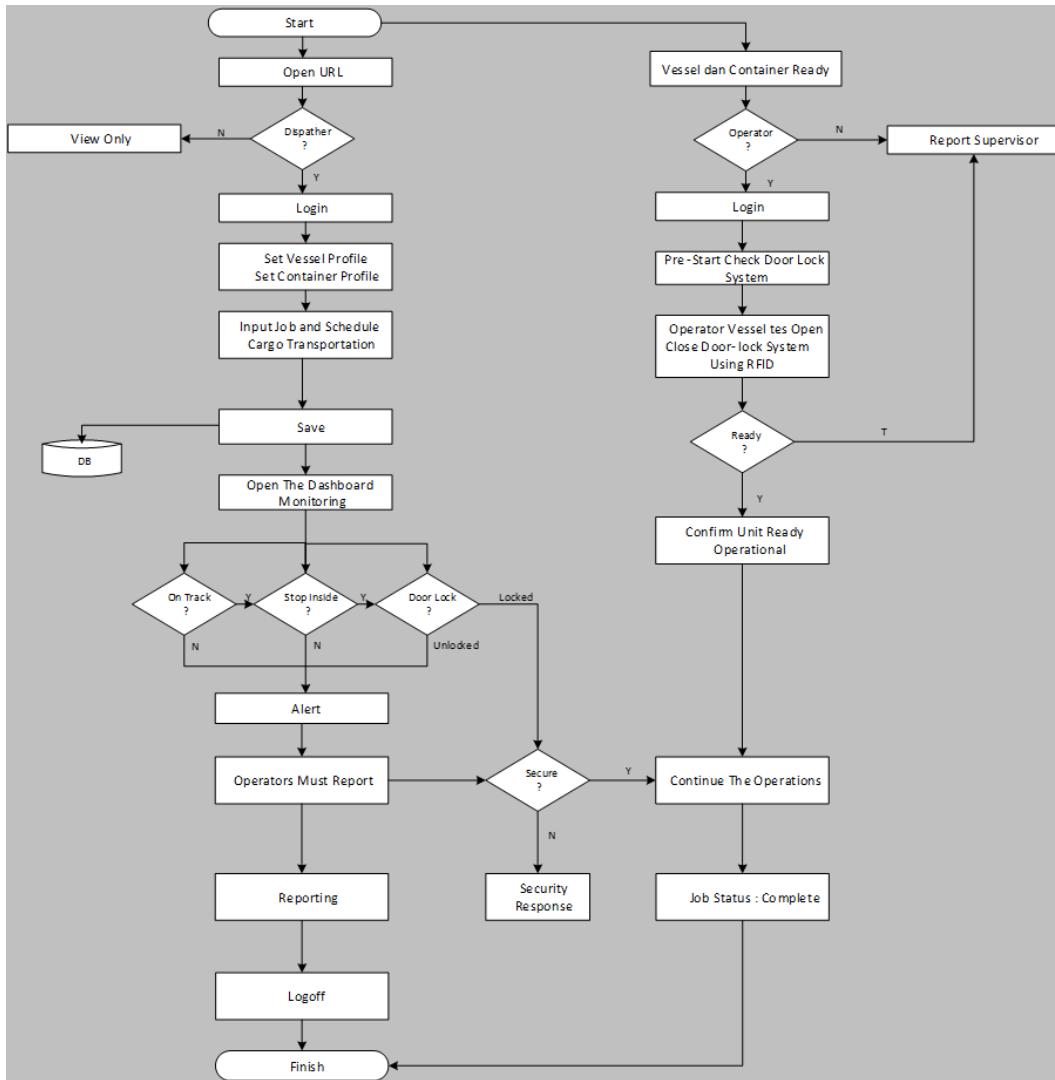 Start
Open URL
Dispather
?
N
View Only
Y
Login
Set Vessel Profile
Set Container Profile
Input Job and Schedule
Cargo Transportation
Save
DB
Open The Dashboard
Monitoring
On Track
?
Y
Stop Inside
?
Y
Door Lock
?
Locked
N
N
Unlocked
Alert
Operators Must Report
Secure
?
Y
N
Security
Response
Reporting
Logoff
Finish
Vessel dan Container Ready
Operator
?
N
Report Supervisor
Y
Login
Pre-Start Check Door Lock
System
Operator Vessel tes Open
Close Door-lock System
Using RFID
Ready
?
T
Y
Confirm Unit Ready
Operational
Continue The Operations
Job Status : Complete